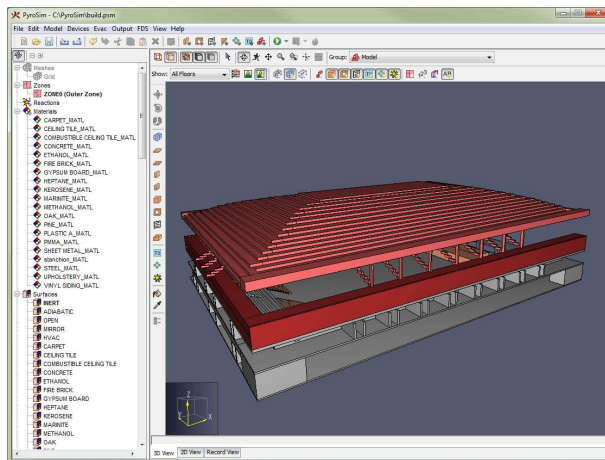 PyroSim - C:\PyroSim\build.psm
File Edit Model Devices Evac Output FDS View Help
Group: Model
Show: All Floors
Meshes
Grid
Zones
ZONE0 (Outer Zone)
Reactions
Materials
CARPET_MATL
CEILING TILE_MATL
COMBUSTIBLE CEILING TILE_MATL
CONCRETE_MATL
ETHANOL_MATL
FIRE BRICK_MATL
GYPSUM BOARD_MATL
HEPTANE_MATL
KEROSENE_MATL
MARINITE_MATL
METHANOL_MATL
OAK_MATL
PINE_MATL
PLASTIC A_MATL
PMMA_MATL
SHEET METAL_MATL
stanchion_MATL
STEEL_MATL
UPHOLSTERY_MATL
VINYL SIDING_MATL
Surfaces
INERT
ADIABATIC
OPEN
MIRROR
HVAC
CARPET
CEILING TILE
COMBUSTIBLE CEILING TILE
CONCRETE
ETHANOL
FIRE BRICK
GYPSUM BOARD
HEPTANE
KEROSENE
MARINITE
METHANOL
OAK
Z
Y
X
3D View 2D View Record View